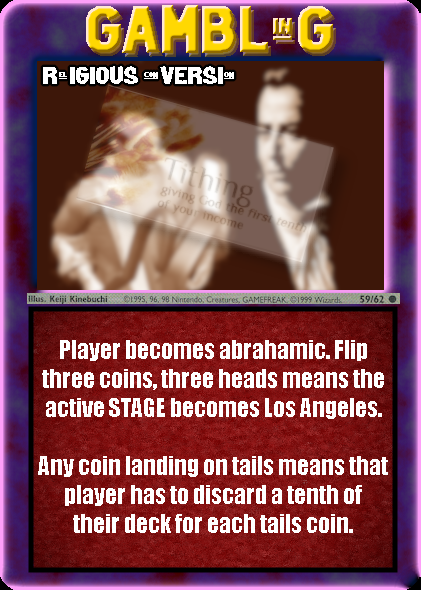 GAMBLING
RELIGIOUS CONVERSION
Tithing
giving God the first tenth
of your income
Illus. Keiji Kinebuchi ©1995, 96, 98 Nintendo, Creatures, GAMEFREAK. ©1999 Wizards. 59/62 ●
Player becomes abrahamic. Flip
three coins, three heads means the
active STAGE becomes Los Angeles.
Any coin landing on tails means that
player has to discard a tenth of
their deck for each tails coin.